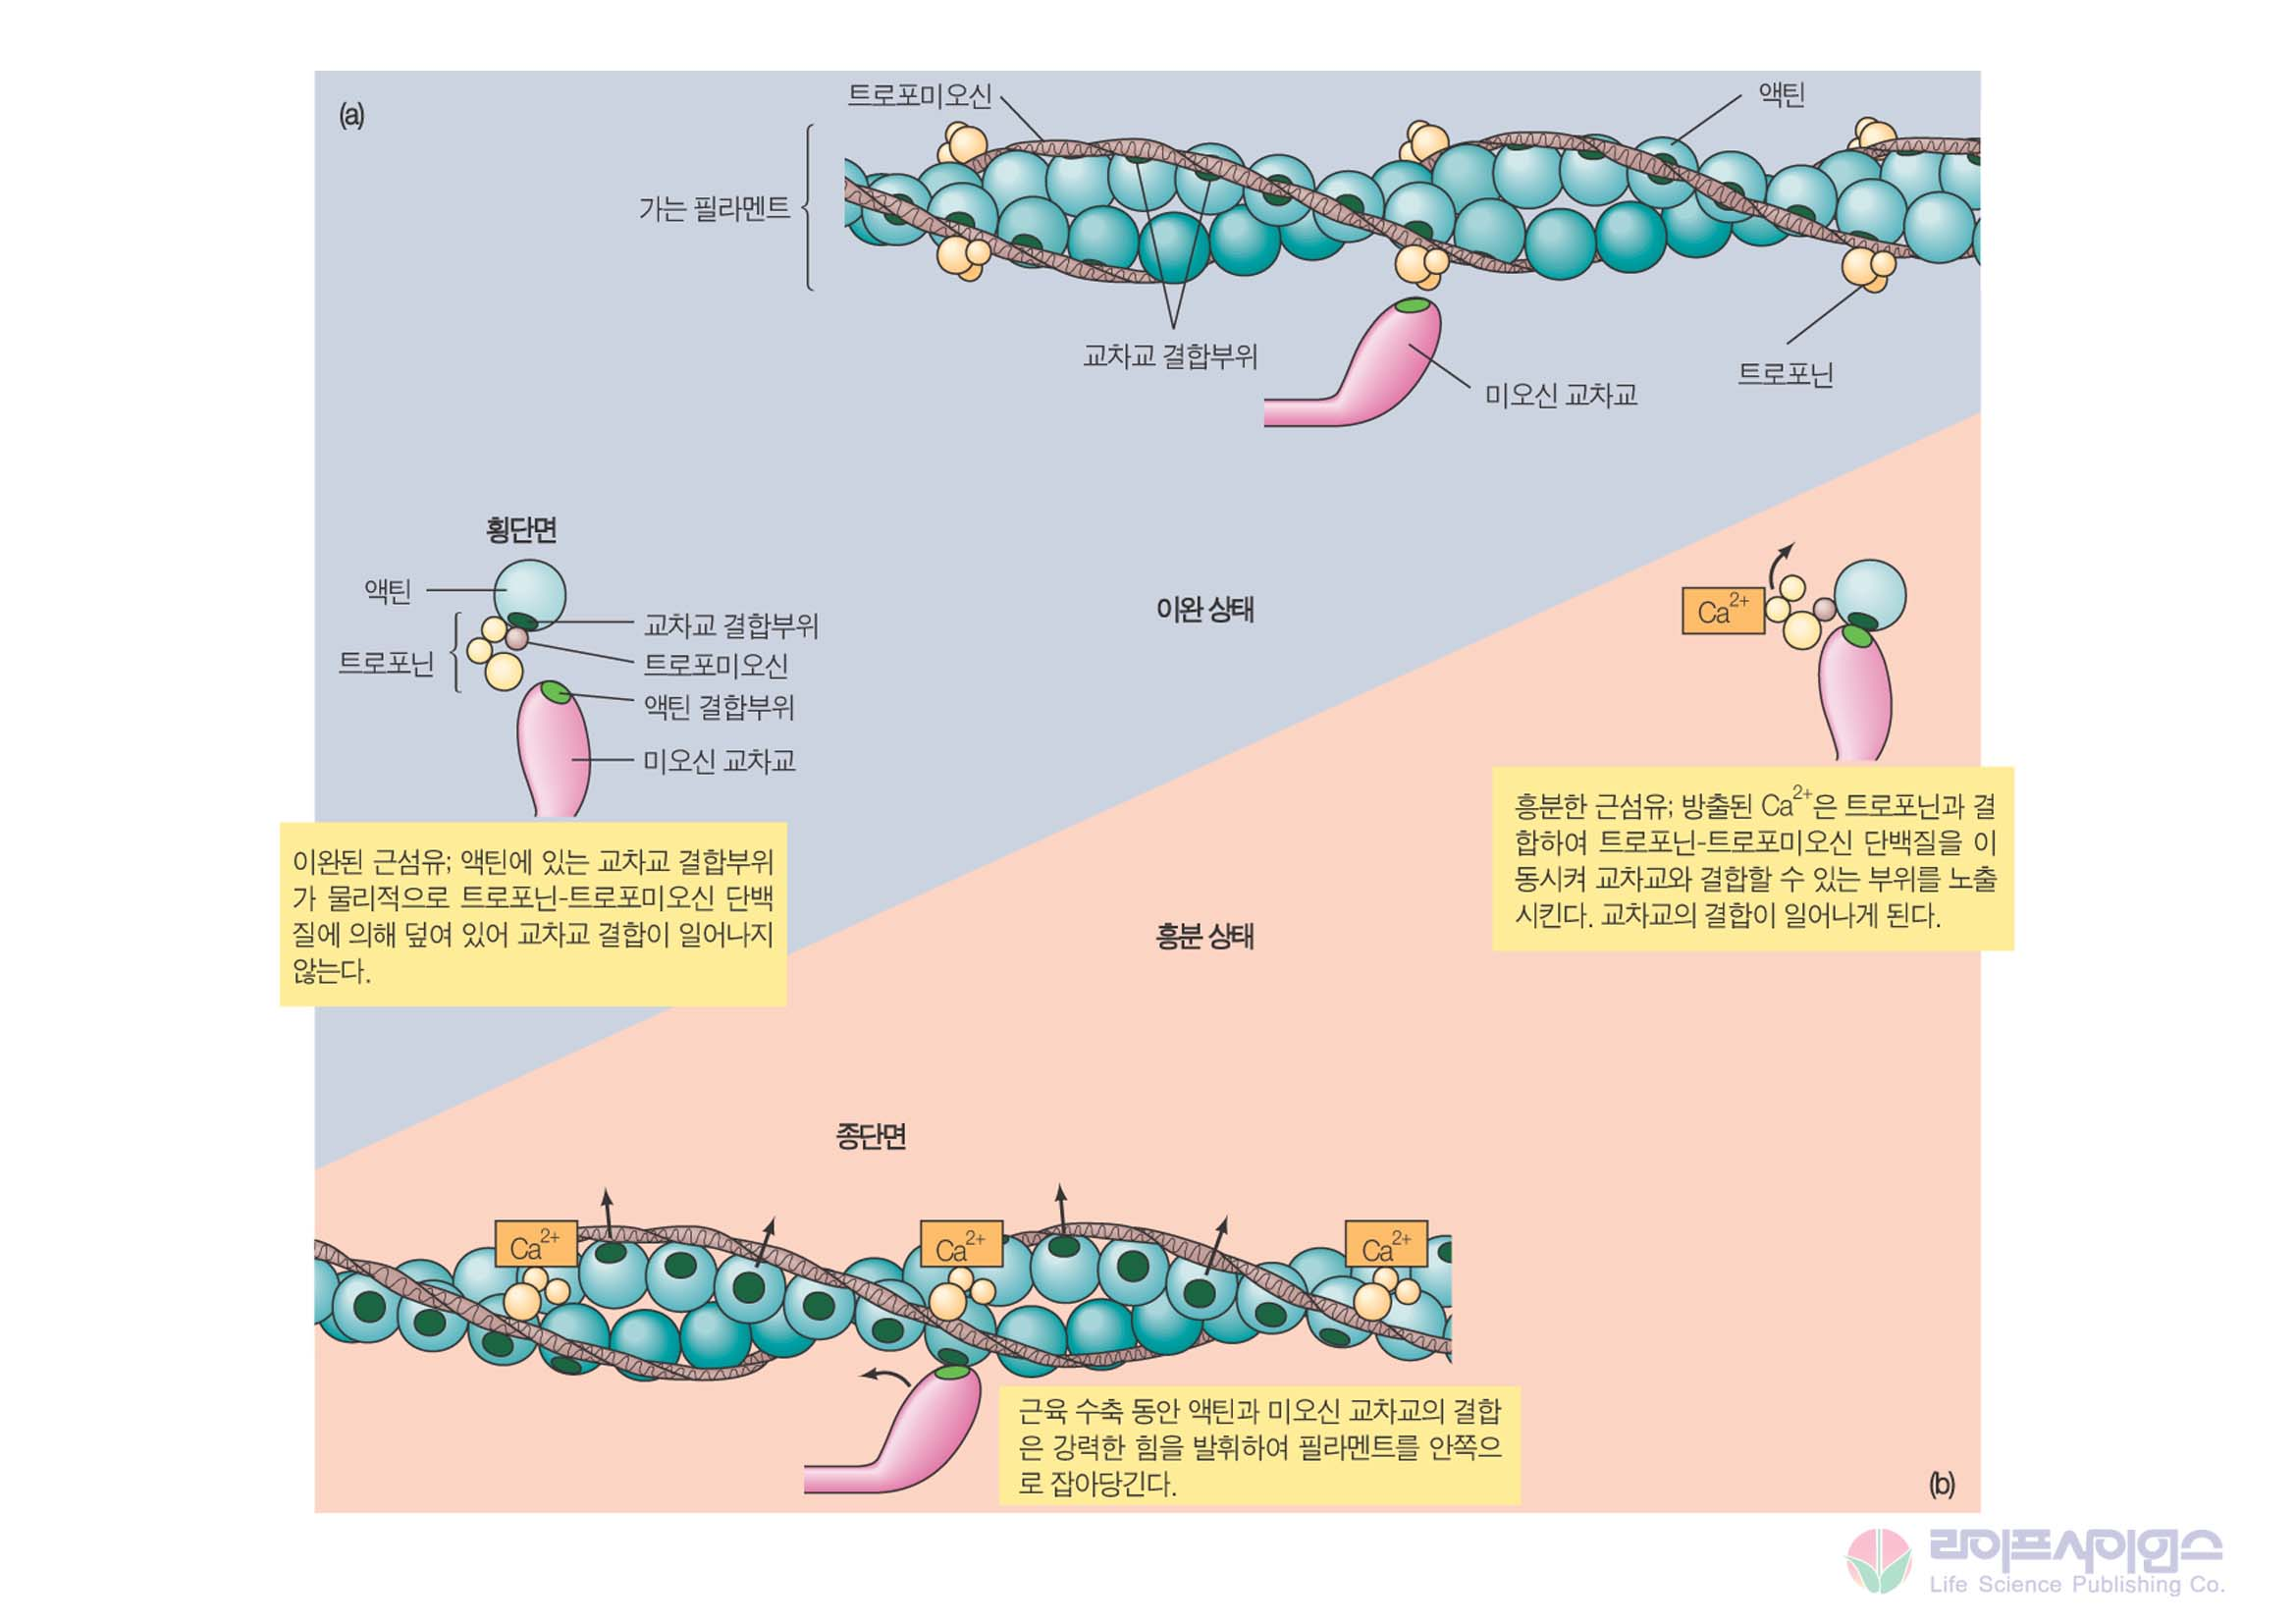 (a)
트로포미오신
액틴
가는 필라멘트
교차교 결합부위
미오신 교차교
트로포닌
횡단면
액틴
교차교 결합부위
트로포닌
트로포미오신
액틴 결합부위
미오신 교차교
이완된 근섬유; 액틴에 있는 교차교 결합부위
가 물리적으로 트로포닌-트로포미오신 단백
질에 의해 덮여 있어 교차교 결합이 일어나지
않는다.
이완 상태
흥분 상태
Ca2+
흥분한 근섬유; 방출된 Ca2+은 트로포닌과 결
합하여 트로포닌-트로포미오신 단백질을 이
동시켜 교차교와 결합할 수 있는 부위를 노출
시킨다. 교차교의 결합이 일어나게 된다.
종단면
Ca2+
Ca2+
Ca2+
근육 수축 동안 액틴과 미오신 교차교의 결합
은 강력한 힘을 발휘하여 필라멘트를 안쪽으
로 잡아당긴다.
(b)
라이프사이언스
Life Science Publishing Co.